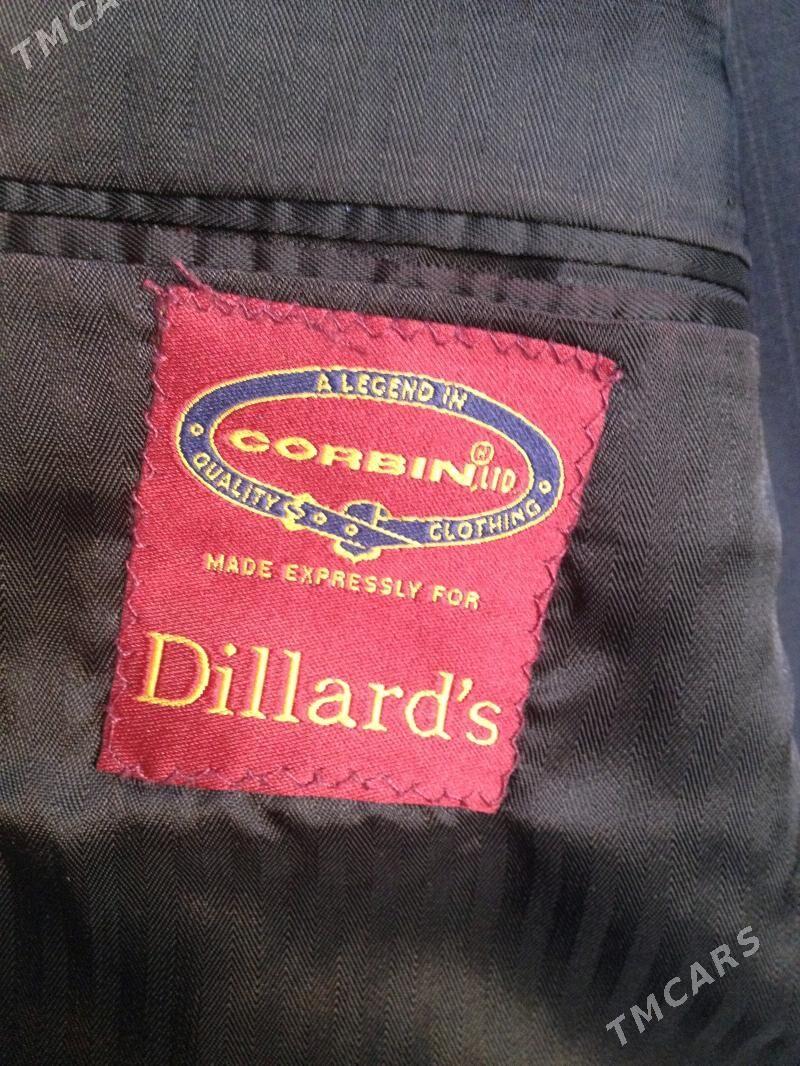 TMCARS
A LEGEND IN
CORBIN, LTD.
QUALITY CLOTHING
MADE EXPRESSLY FOR
Dillard's
TMCARS